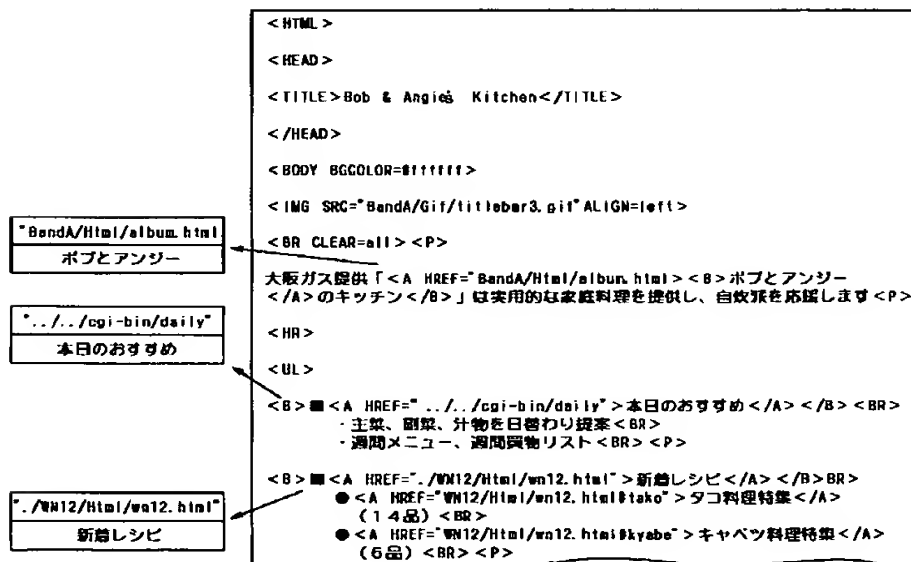 <HTML>
<HEAD>
<TITLE>Bob & Angie's Kitchen</TITLE>
</HEAD>
<BODY BGCOLOR=#ffffff>
<IMG SRC="BandA/Gif/titlebar3.gif"ALIGN=left>
<BR CLEAR=all><P>
大阪ガス提供「<A HREF="BandA/Html/album.html><B>ボブとアンジー
</A>のキッチン</B>」は実用的な家庭料理を提供し、自炊派を応援します<P>
<HR>
<UL>
<B>■<A HREF="../../cgi-bin/daily">本日のおすすめ</A></B><BR>
・主菜、副菜、汁物を日替わり提案<BR>
・週間メニュー、週間買物リスト<BR><P>
<B>■<A HREF="./WN12/Html/wn12.html">新着レシピ</A></B>BR>
●<A HREF="WN12/Html/wn12.html#tako">タコ料理特集</A>
(14品)<BR>
●<A HREF="WN12/Html/wn12.html#kyabe">キャベツ料理特集</A>
(6品)<BR><P>
"BandA/Html/album.html
ボブとアンジー
"../../cgi-bin/daily"
本日のおすすめ
"./WN12/Html/wn12.html"
新着レシピ